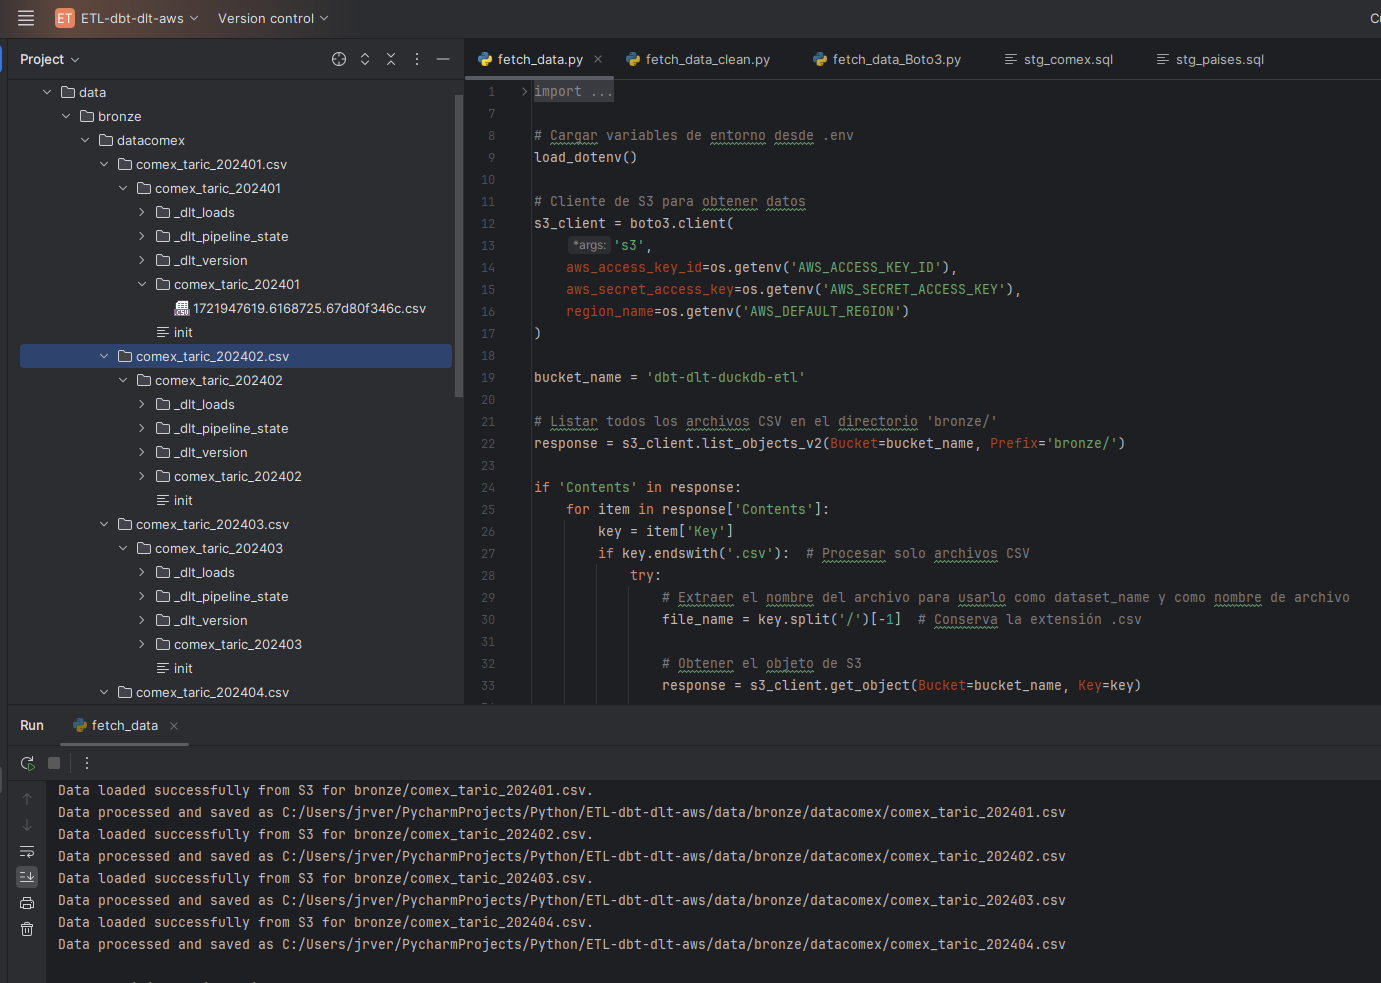 ET ETL-dbt-dlt-aws Version control
Project
data
bronze
datacomex
comex_taric_202401.csv
comex_taric_202401
_dlt_loads
_dlt_pipeline_state
_dlt_version
comex_taric_202401
1721947619.6168725.67d80f346c.csv
init
comex_taric_202402.csv
comex_taric_202402
_dlt_loads
_dlt_pipeline_state
_dlt_version
comex_taric_202402
init
comex_taric_202403.csv
comex_taric_202403
_dlt_loads
_dlt_pipeline_state
_dlt_version
comex_taric_202403
init
comex_taric_202404.csv
fetch_data.py fetch_data_clean.py fetch_data_Boto3.py stg_comex.sql stg_paises.sql
1 import ...
7
8 # Cargar variables de entorno desde .env
9 load_dotenv()
10
11 # Cliente de S3 para obtener datos
12 s3_client = boto3.client(
13 *args: 's3',
14 aws_access_key_id=os.getenv('AWS_ACCESS_KEY_ID'),
15 aws_secret_access_key=os.getenv('AWS_SECRET_ACCESS_KEY'),
16 region_name=os.getenv('AWS_DEFAULT_REGION')
17 )
18
19 bucket_name = 'dbt-dlt-duckdb-etl'
20
21 # Listar todos los archivos CSV en el directorio 'bronze/'
22 response = s3_client.list_objects_v2(Bucket=bucket_name, Prefix='bronze/')
23
24 if 'Contents' in response:
25 for item in response['Contents']:
26 key = item['Key']
27 if key.endswith('.csv'): # Procesar solo archivos CSV
28 try:
29 # Extraer el nombre del archivo para usarlo como dataset_name y como nombre de archivo
30 file_name = key.split('/')[-1] # Conserva la extensión .csv
31
32 # Obtener el objeto de S3
33 response = s3_client.get_object(Bucket=bucket_name, Key=key)
Run fetch_data
Data loaded successfully from S3 for bronze/comex_taric_202401.csv.
Data processed and saved as C:/Users/jrver/PycharmProjects/Python/ETL-dbt-dlt-aws/data/bronze/datacomex/comex_taric_202401.csv
Data loaded successfully from S3 for bronze/comex_taric_202402.csv.
Data processed and saved as C:/Users/jrver/PycharmProjects/Python/ETL-dbt-dlt-aws/data/bronze/datacomex/comex_taric_202402.csv
Data loaded successfully from S3 for bronze/comex_taric_202403.csv.
Data processed and saved as C:/Users/jrver/PycharmProjects/Python/ETL-dbt-dlt-aws/data/bronze/datacomex/comex_taric_202403.csv
Data loaded successfully from S3 for bronze/comex_taric_202404.csv.
Data processed and saved as C:/Users/jrver/PycharmProjects/Python/ETL-dbt-dlt-aws/data/bronze/datacomex/comex_taric_202404.csv